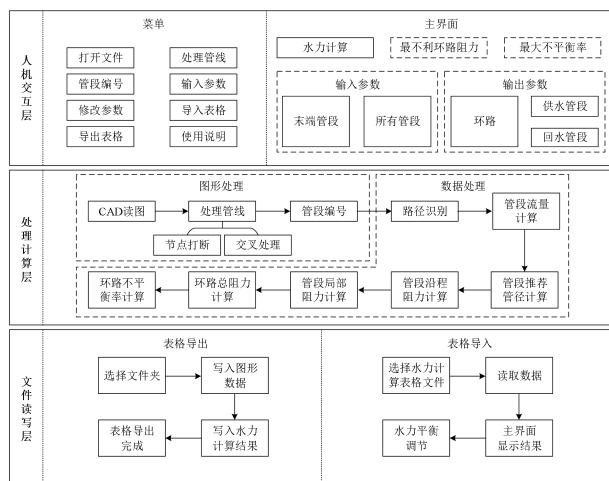 人机交互层
菜单
打开文件
处理管线
管段编号
输入参数
修改参数
导入表格
导出表格
使用说明
主界面
水力计算
最不利环路阻力
最大不平衡率
输入参数
末端管段
所有管段
输出参数
环路
供水管段
回水管段
处理计算层
图形处理
CAD读图
处理管线
管段编号
节点打断
交叉处理
数据处理
路径识别
管段流量
计算
环路不平
衡率计算
环路总阻力
计算
管段局部
阻力计算
管段沿程
阻力计算
管段推荐
管径计算
文件读写层
表格导出
选择文件夹
写入图形
数据
表格导出
完成
写入水力
计算结果
表格导入
选择水力计
算表格文件
读取数据
水力平衡
调节
主界面
显示结果